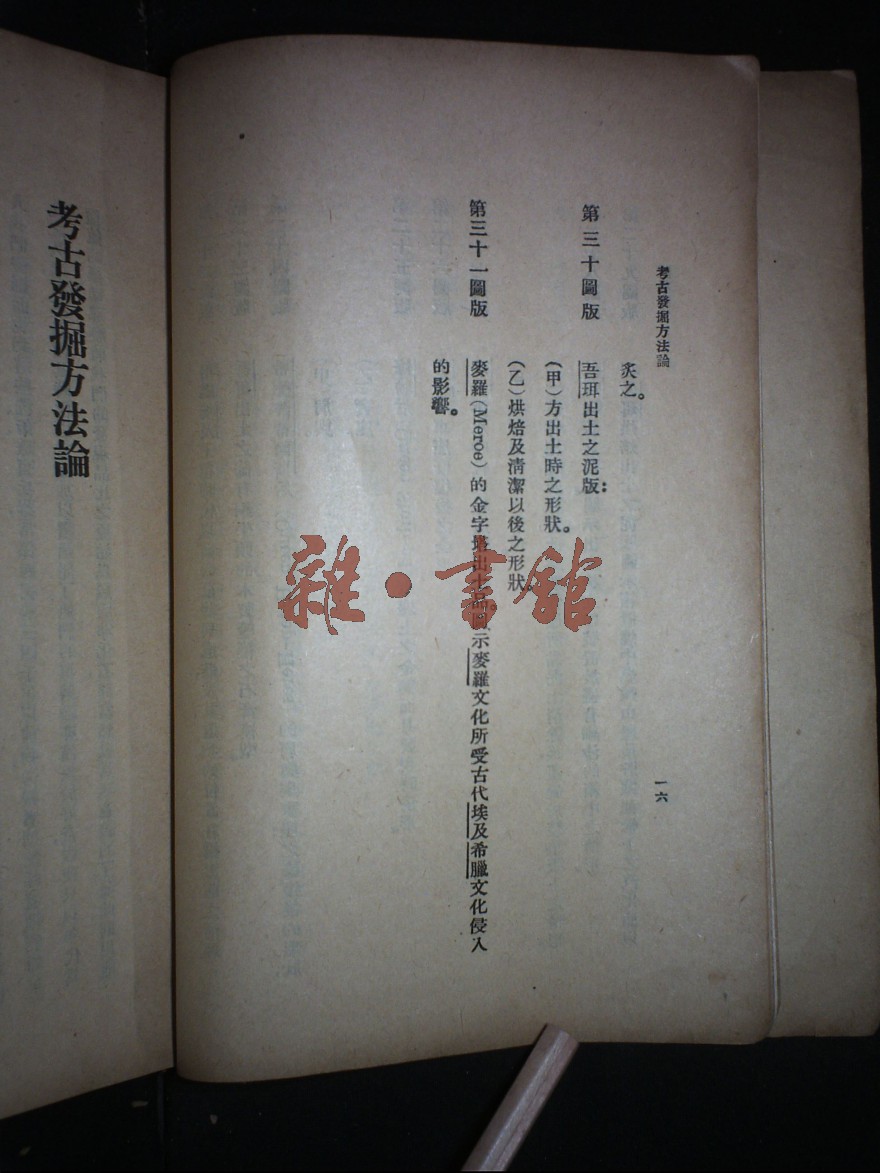 考古發掘方法論
一六
炙之。
第三十圖版
吾珥出土之泥版：
（甲）方出土時之形狀。
（乙）烘焙及清潔以後之形狀。
第三十一圖版
麥羅（Meroe）的金字塔出土品。示麥羅文化所受古代埃及希臘文化侵入
的影響。
考古發掘方法論
雜·書館